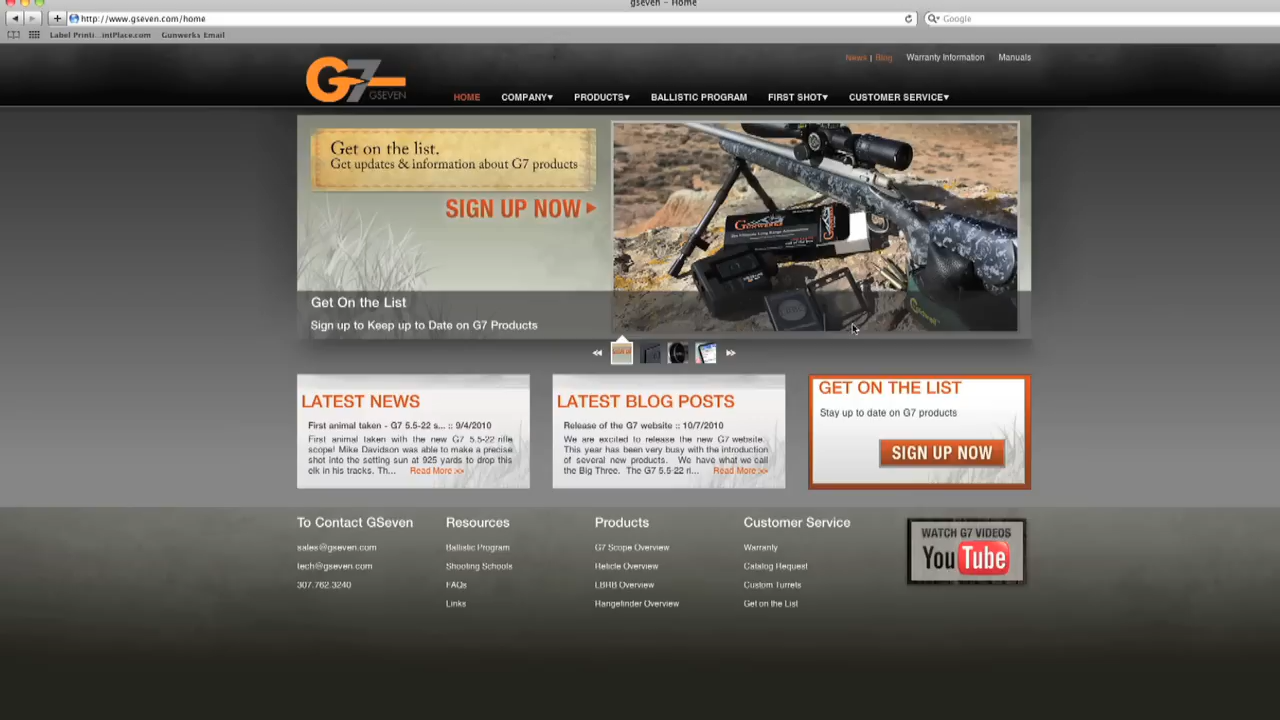 gseven – Home
http://www.gseven.com/home
Google
Label Printi...intPlace.com Gunwerks Email
News | Blog Warranty Information Manuals
G7
GSEVEN
HOME COMPANY▾ PRODUCTS▾ BALLISTIC PROGRAM FIRST SHOT▾ CUSTOMER SERVICE▾
Get on the list.
Get updates & information about G7 products
SIGN UP NOW
Get On the List
Sign up to Keep up to Date on G7 Products
LATEST NEWS
First animal taken - G7 5.5-22 s... :: 9/4/2010
First animal taken with the new G7 5.5-22 rifle
scope! Mike Davidson was able to make a precise
shot into the setting sun at 925 yards to drop this
elk in his tracks. Th... Read More >>
LATEST BLOG POSTS
Release of the G7 website :: 10/7/2010
We are excited to release the new G7 website.
This year has been very busy with the introduction
of several new products. We have what we call
the Big Three. The G7 5.5-22 ri... Read More >>
GET ON THE LIST
Stay up to date on G7 products
SIGN UP NOW
To Contact GSeven
sales@gseven.com
tech@gseven.com
307.762.3240
Resources
Ballistic Program
Shooting Schools
FAQs
Links
Products
G7 Scope Overview
Reticle Overview
LBRB Overview
Rangefinder Overview
Customer Service
Warranty
Catalog Request
Custom Turrets
Get on the List
WATCH G7 VIDEOS
YouTube